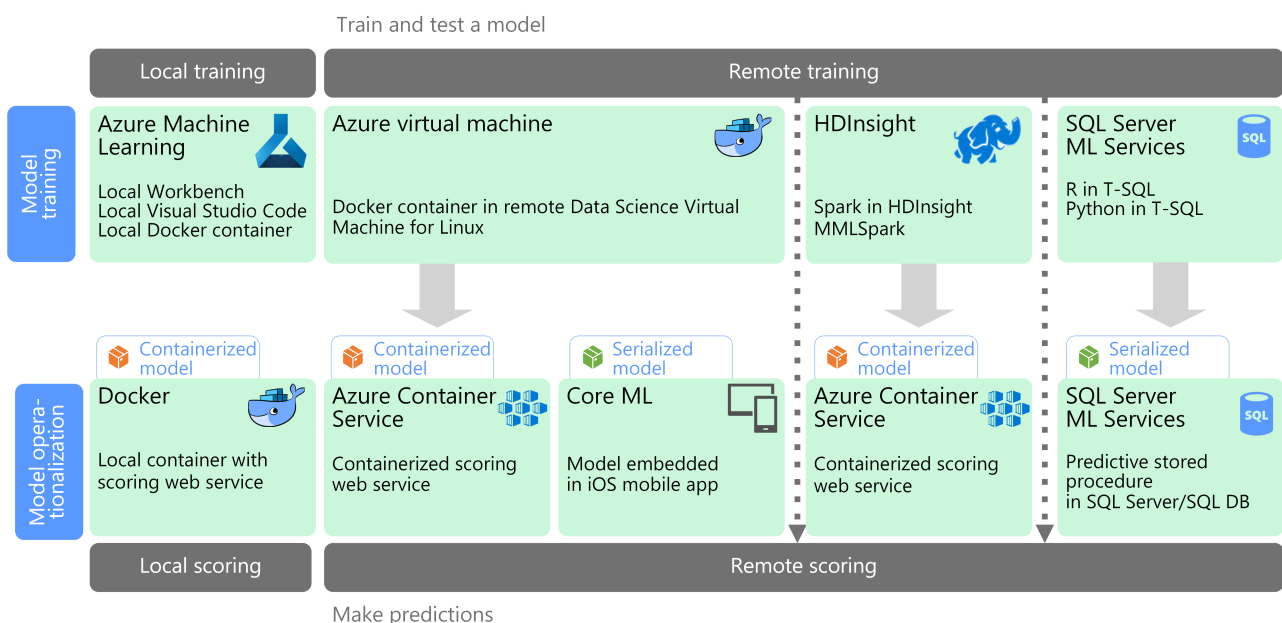 Train and test a model
Local training
Remote training
Model
training
Azure Machine
Learning
Local Workbench
Local Visual Studio Code
Local Docker container
Azure virtual machine
Docker container in remote Data Science Virtual
Machine for Linux
HDInsight
Spark in HDInsight
MMLSpark
SQL Server
ML Services
SQL
R in T-SQL
Python in T-SQL
Model opera-
tionalization
Containerized
model
Docker
Local container with
scoring web service
Containerized
model
Azure Container
Service
Containerized scoring
web service
Serialized
model
Core ML
Model embedded
in iOS mobile app
Containerized
model
Azure Container
Service
Containerized scoring
web service
Serialized
model
SQL Server
ML Services
SQL
Predictive stored
procedure
in SQL Server/SQL DB
Local scoring
Remote scoring
Make predictions